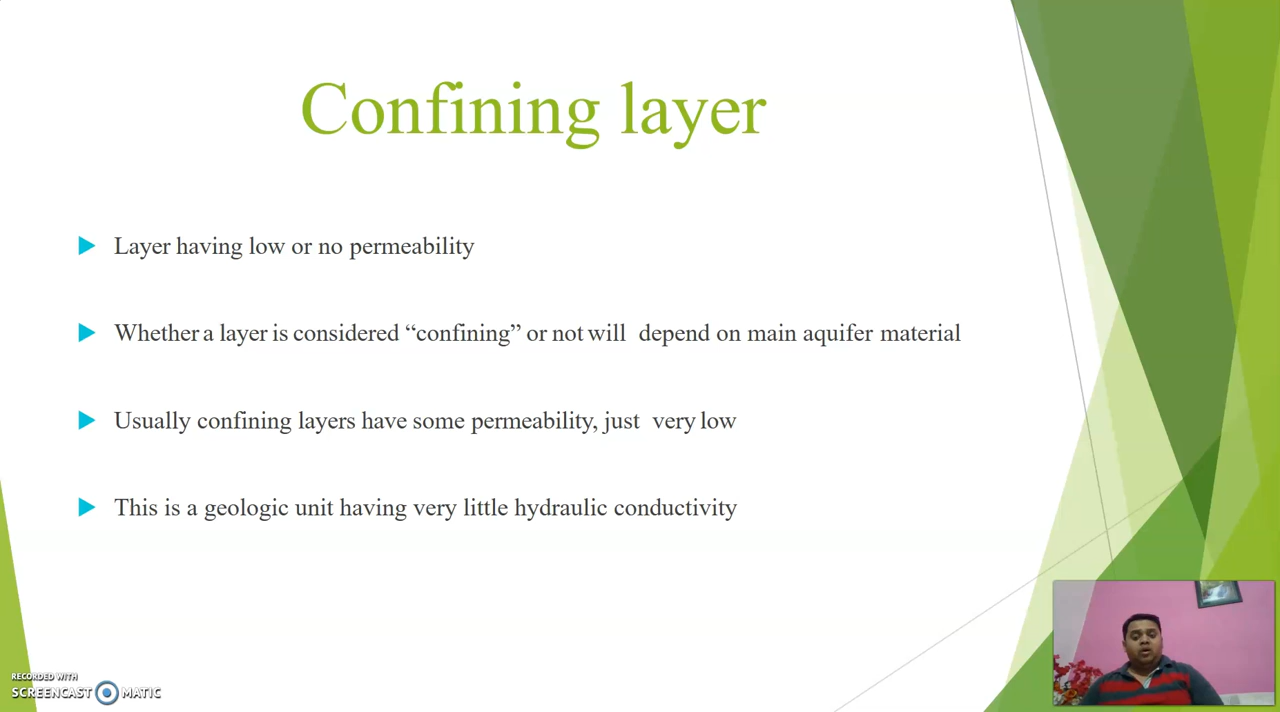 Confining layer
Layer having low or no permeability
Whether a layer is considered “confining” or not will depend on main aquifer material
Usually confining layers have some permeability, just very low
This is a geologic unit having very little hydraulic conductivity
RECORDED WITH
SCREENCAST MATIC